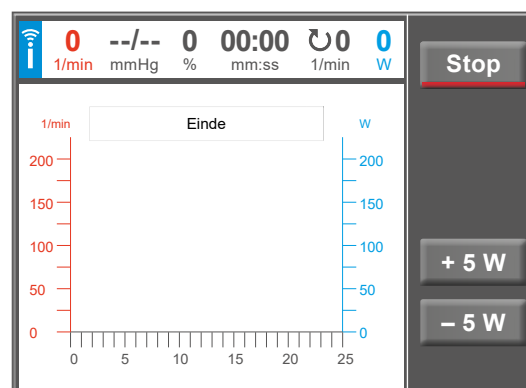 0 --/-- 0 00:00 0 0
1/min mmHg % mm:ss 1/min W
Stop
1/min Einde W
200 200
150 150
100 100
+ 5 W
50 50
– 5 W
0 0
0 5 10 15 20 25